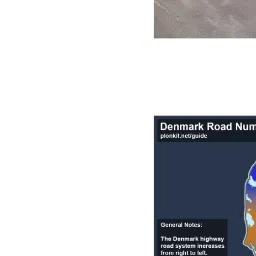 Denmark Road Num
plonkit.net/guide
General Notes:
The Denmark highway
road system increases
from right to left.